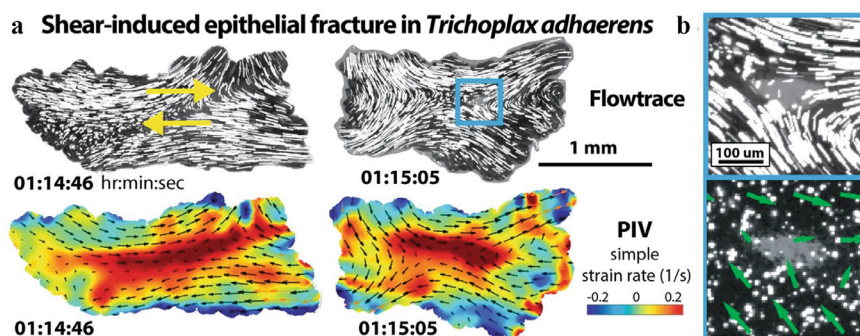 a Shear-induced epithelial fracture in Trichoplax adhaerens b
Flowtrace
1 mm
01:14:46 hr:min:sec
01:15:05
100 um
PIV
simple
strain rate (1/s)
-0.2 0 0.2
01:14:46
01:15:05